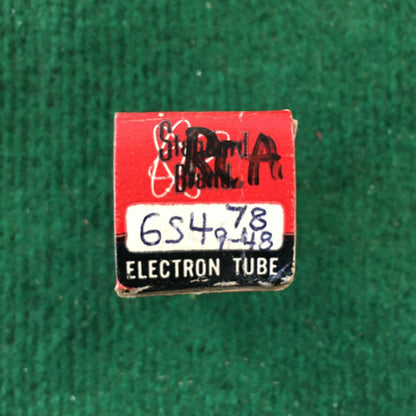 Standard RCA
Brand
6S4 78
9-48
ELECTRON TUBE